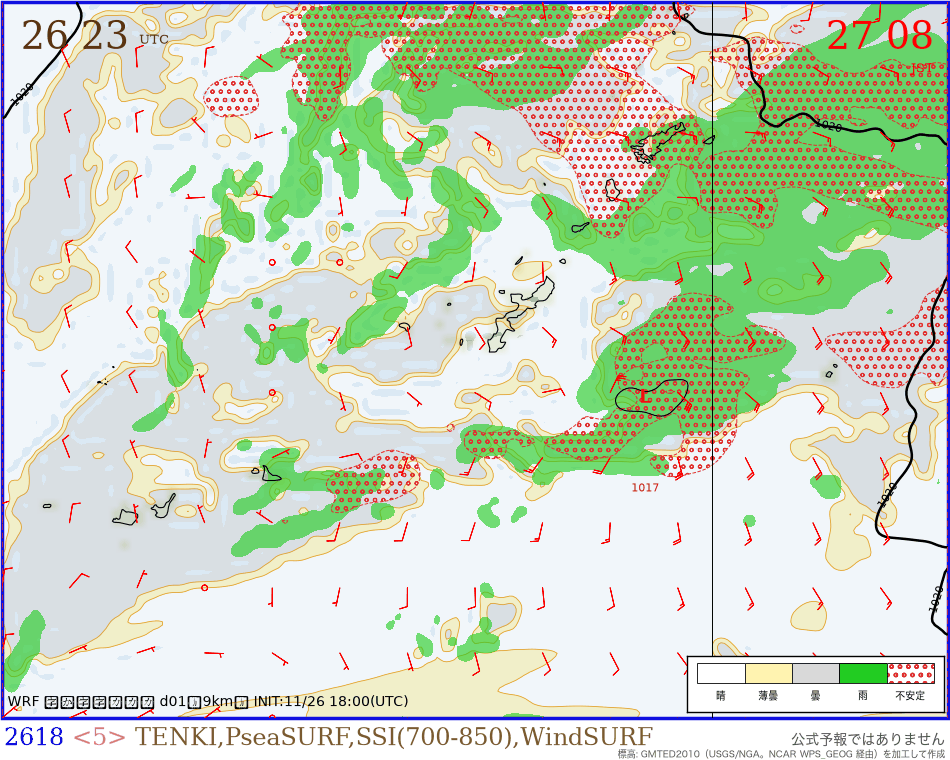 26 23 UTC
27 08
1020
1020
1020
1020
L
1017
WRF d01 9km INIT:11/26 18:00(UTC)
晴 薄曇 曇 雨 不安定
2618 <5> TENKI,PseaSURF,SSI(700-850),WindSURF
公式予報ではありません
標高: GMTED2010（USGS/NGA。NCAR WPS_GEOG 経由）を加工して作成